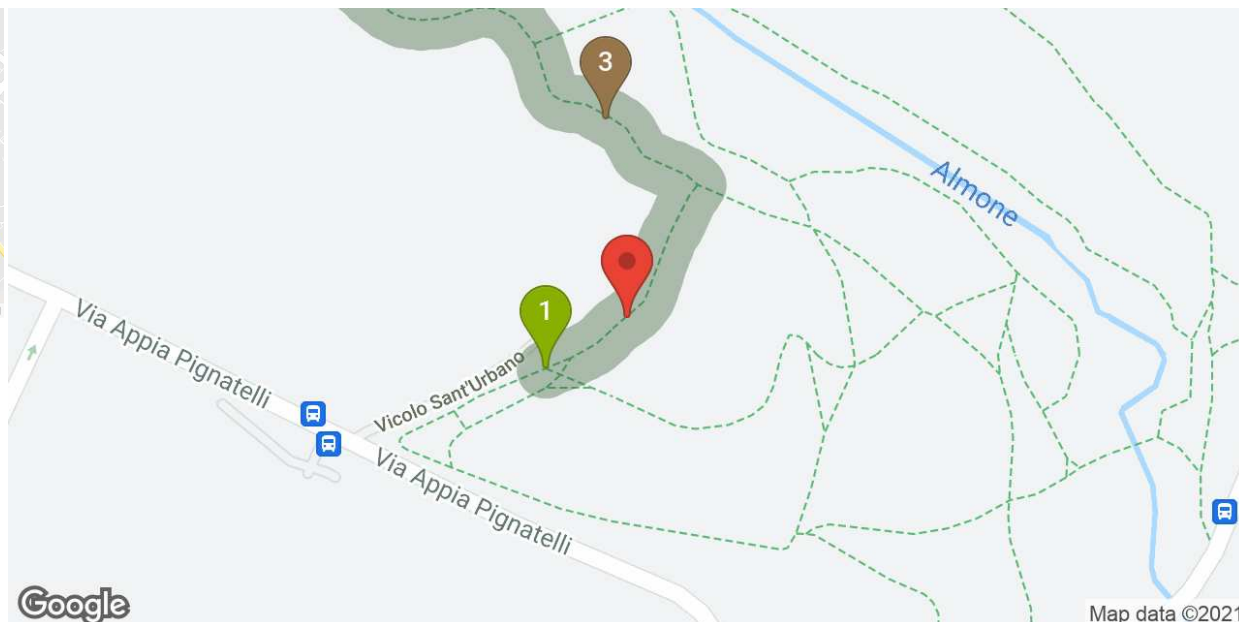 3
Almone
1
Via Appia Pignatelli
Vicolo Sant'Urbano
Via Appia Pignatelli
Google
Map data ©2021